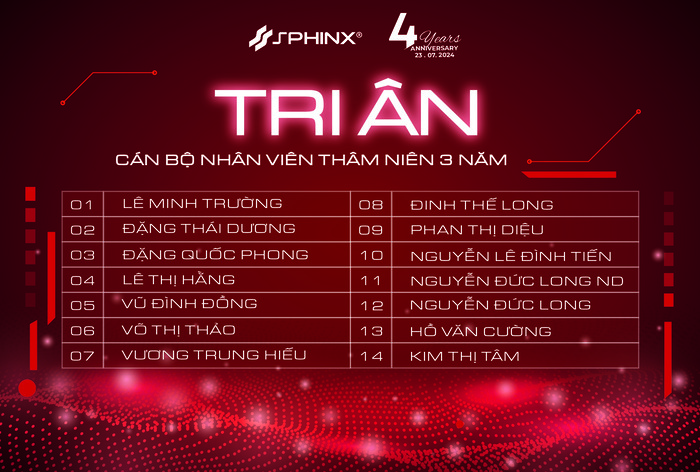 SPHINX®
4 Years
ANNIVERSARY
23 . 07. 2024
TRI ÂN
CÁN BỘ NHÂN VIÊN THÂM NIÊN 3 NĂM
01 LÊ MINH TRƯỜNG
02 ĐẶNG THÁI DƯƠNG
03 ĐẶNG QUỐC PHONG
04 LÊ THỊ HẰNG
05 VŨ ĐÌNH ĐỒNG
06 VÕ THỊ THẢO
07 VƯƠNG TRUNG HIẾU
08 ĐINH THẾ LONG
09 PHAN THỊ DIỆU
10 NGUYỄN LÊ ĐÌNH TIẾN
11 NGUYỄN ĐỨC LONG ND
12 NGUYỄN ĐỨC LONG
13 HỒ VĂN CƯỜNG
14 KIM THỊ TÂM